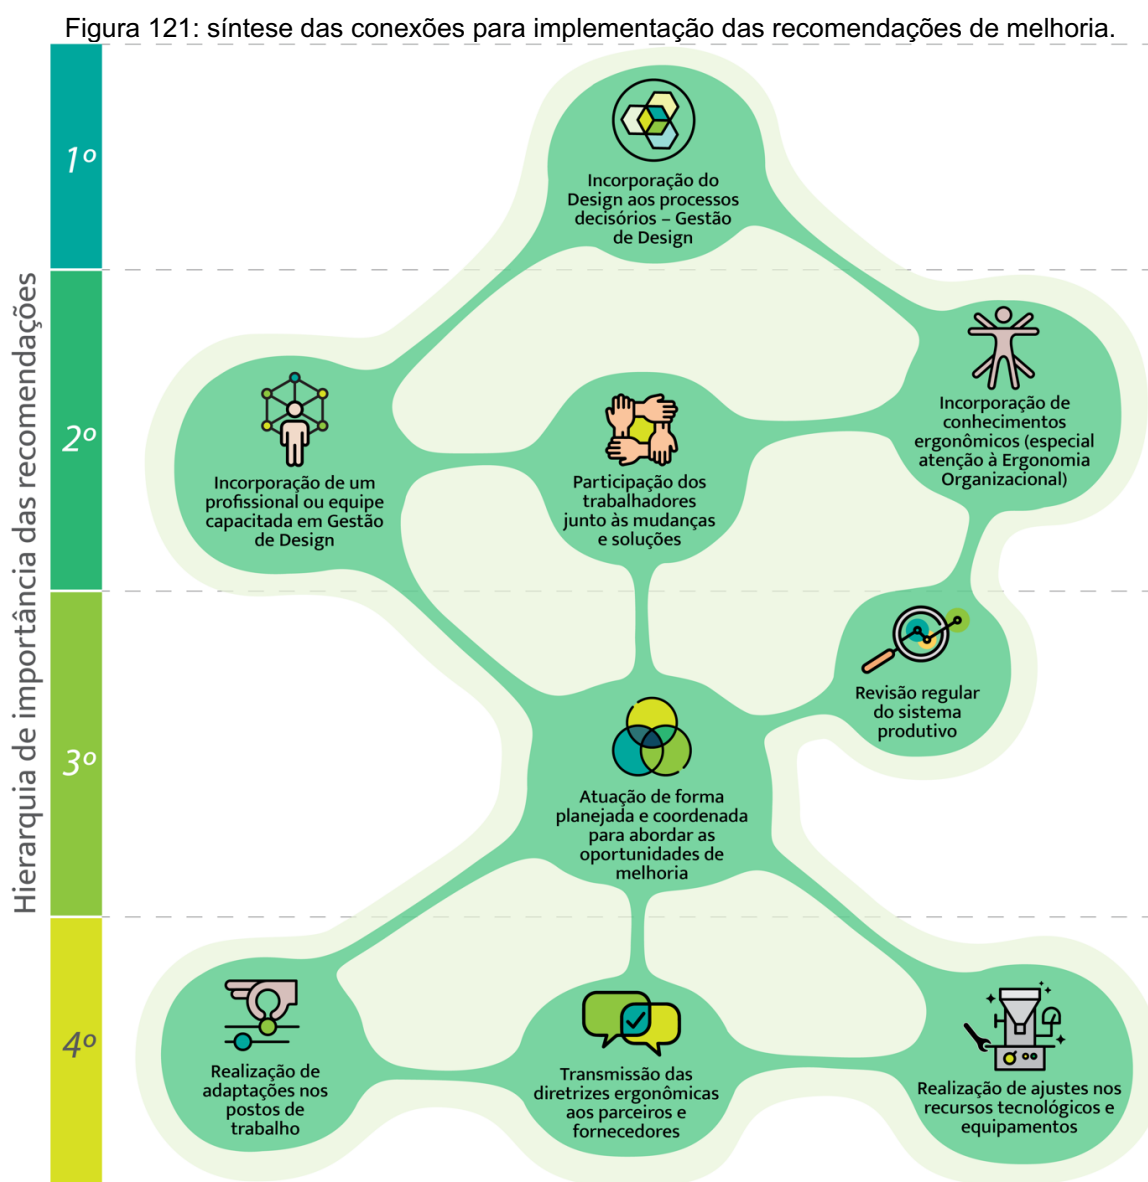 Figura 121: síntese das conexões para implementação das recomendações de melhoria.
Hierarquia de importância das recomendações
1º
Incorporação do
Design aos processos
decisórios – Gestão
de Design
2º
Incorporação de um
profissional ou equipe
capacitada em Gestão
de Design
Participação dos
trabalhadores
junto às mudanças
e soluções
Incorporação de
conhecimentos
ergonômicos (especial
atenção à Ergonomia
Organizacional)
3º
Revisão regular
do sistema
produtivo
Atuação de forma
planejada e coordenada
para abordar as
oportunidades de
melhoria
4º
Realização de
adaptações nos
postos de
trabalho
Transmissão das
diretrizes ergonômicas
aos parceiros e
fornecedores
Realização de ajustes nos
recursos tecnológicos e
equipamentos